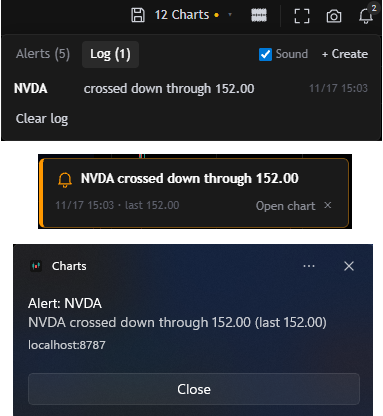 12 Charts
2
Alerts (5) Log (1) Sound + Create
NVDA crossed down through 152.00 11/17 15:03
Clear log
NVDA crossed down through 152.00
11/17 15:03 · last 152.00 Open chart ×
Charts
Alert: NVDA
NVDA crossed down through 152.00 (last 152.00)
localhost:8787
Close